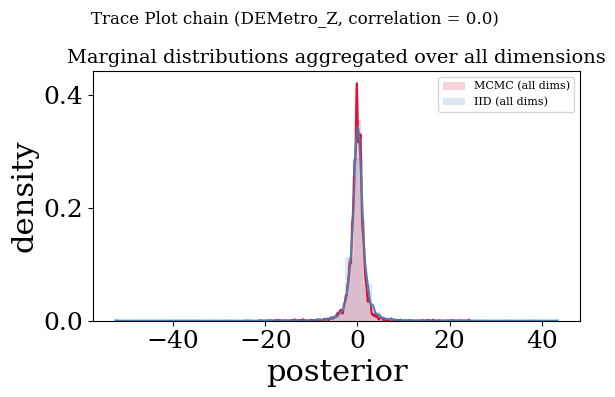 Trace Plot chain (DEMetro_Z, correlation = 0.0)
Marginal distributions aggregated over all dimensions
MCMC (all dims)
IID (all dims)
density
0.4
0.2
0.0
−40 −20 0 20 40
posterior